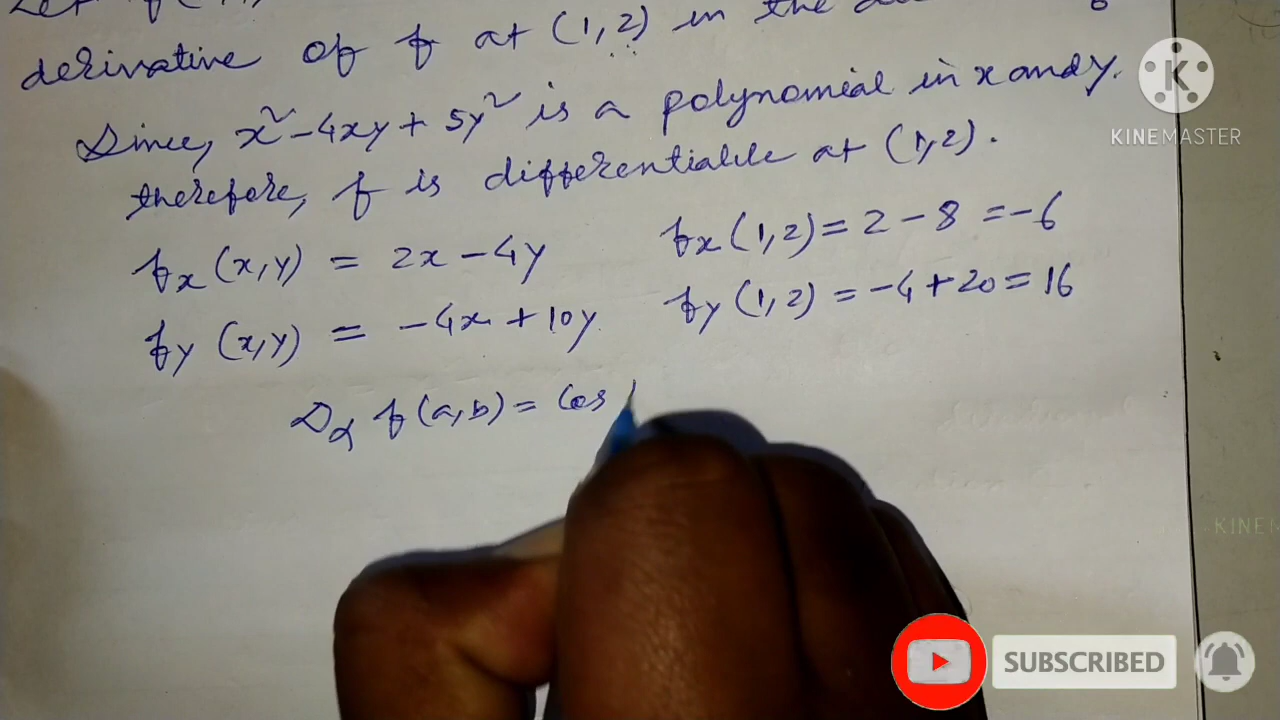 derivative of f at (1,2) in the
Since, x² - 4xy + 5y² is a polynomial in x and y.
therefore, f is differentiable at (1,2).
fx (x,y) = 2x - 4y fx (1,2) = 2 - 8 = -6
fy (x,y) = -4x + 10y fy (1,2) = -4 + 20 = 16
Dα f(a,b) = Cos
K
KINEMASTER
KINE
SUBSCRIBED